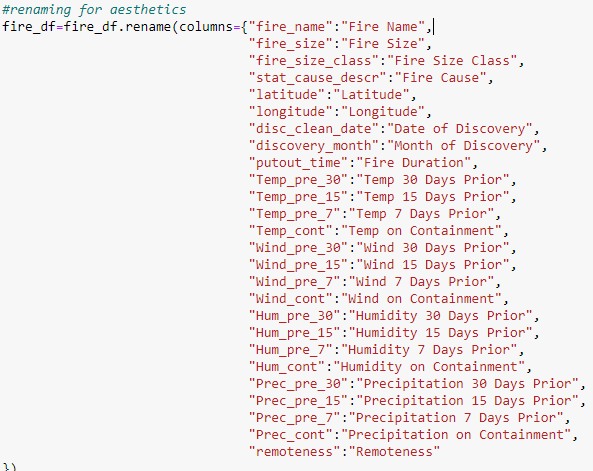 #renaming for aesthetics
fire_df=fire_df.rename(columns={"fire_name":"Fire Name",
"fire_size":"Fire Size",
"fire_size_class":"Fire Size Class",
"stat_cause_descr":"Fire Cause",
"latitude":"Latitude",
"longitude":"Longitude",
"disc_clean_date":"Date of Discovery",
"discovery_month":"Month of Discovery",
"putout_time":"Fire Duration",
"Temp_pre_30":"Temp 30 Days Prior",
"Temp_pre_15":"Temp 15 Days Prior",
"Temp_pre_7":"Temp 7 Days Prior",
"Temp_cont":"Temp on Containment",
"Wind_pre_30":"Wind 30 Days Prior",
"Wind_pre_15":"Wind 15 Days Prior",
"Wind_pre_7":"Wind 7 Days Prior",
"Wind_cont":"Wind on Containment",
"Hum_pre_30":"Humidity 30 Days Prior",
"Hum_pre_15":"Humidity 15 Days Prior",
"Hum_pre_7":"Humidity 7 Days Prior",
"Hum_cont":"Humidity on Containment",
"Prec_pre_30":"Precipitation 30 Days Prior",
"Prec_pre_15":"Precipitation 15 Days Prior",
"Prec_pre_7":"Precipitation 7 Days Prior",
"Prec_cont":"Precipitation on Containment",
"remoteness":"Remoteness"
})